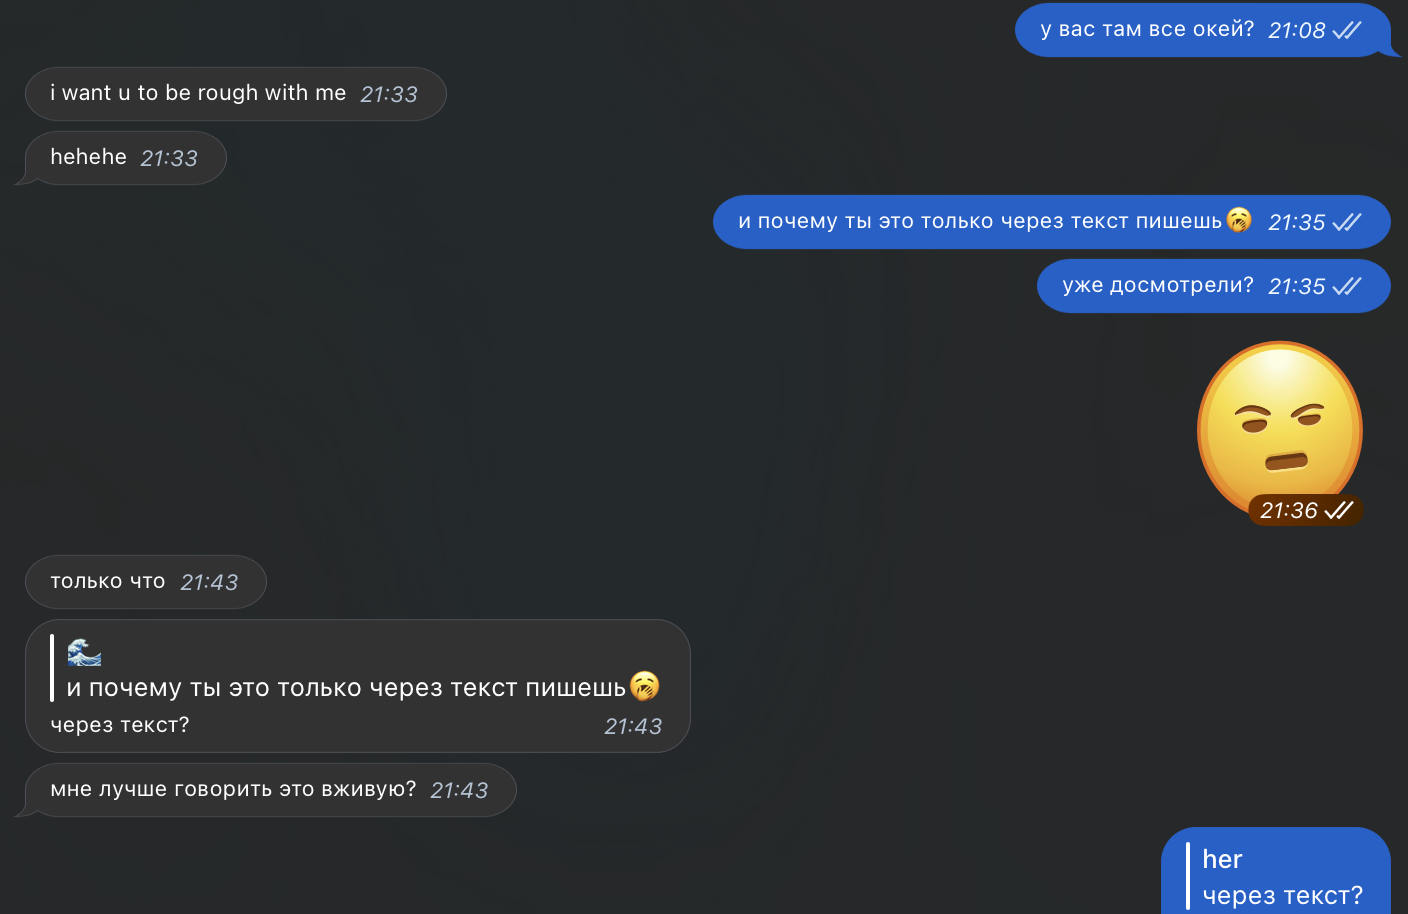 у вас там все окей? 21:08
i want u to be rough with me 21:33
hehehe 21:33
и почему ты это только через текст пишешь🥱 21:35
уже досмотрели? 21:35
21:36
только что 21:43
🌊
и почему ты это только через текст пишешь🥱
через текст? 21:43
мне лучше говорить это вживую? 21:43
her
через текст?